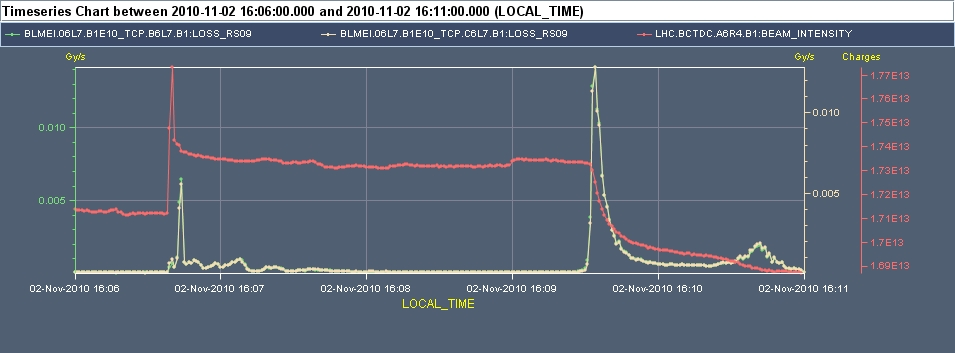 Timeseries Chart between 2010-11-02 16:06:00.000 and 2010-11-02 16:11:00.000 (LOCAL_TIME)
BLMEI.06L7.B1E10_TCP.B6L7.B1:LOSS_RS09 BLMEI.06L7.B1E10_TCP.C6L7.B1:LOSS_RS09 LHC.BCTDC.A6R4.B1:BEAM_INTENSITY
Gy/s Gy/s Charges
1.77E13
1.76E13
0.010 0.010 1.75E13
1.74E13
1.73E13
0.005 0.005 1.72E13
1.71E13
1.7E13
1.69E13
02-Nov-2010 16:06 02-Nov-2010 16:07 02-Nov-2010 16:08 02-Nov-2010 16:09 02-Nov-2010 16:10 02-Nov-2010 16:11
LOCAL_TIME